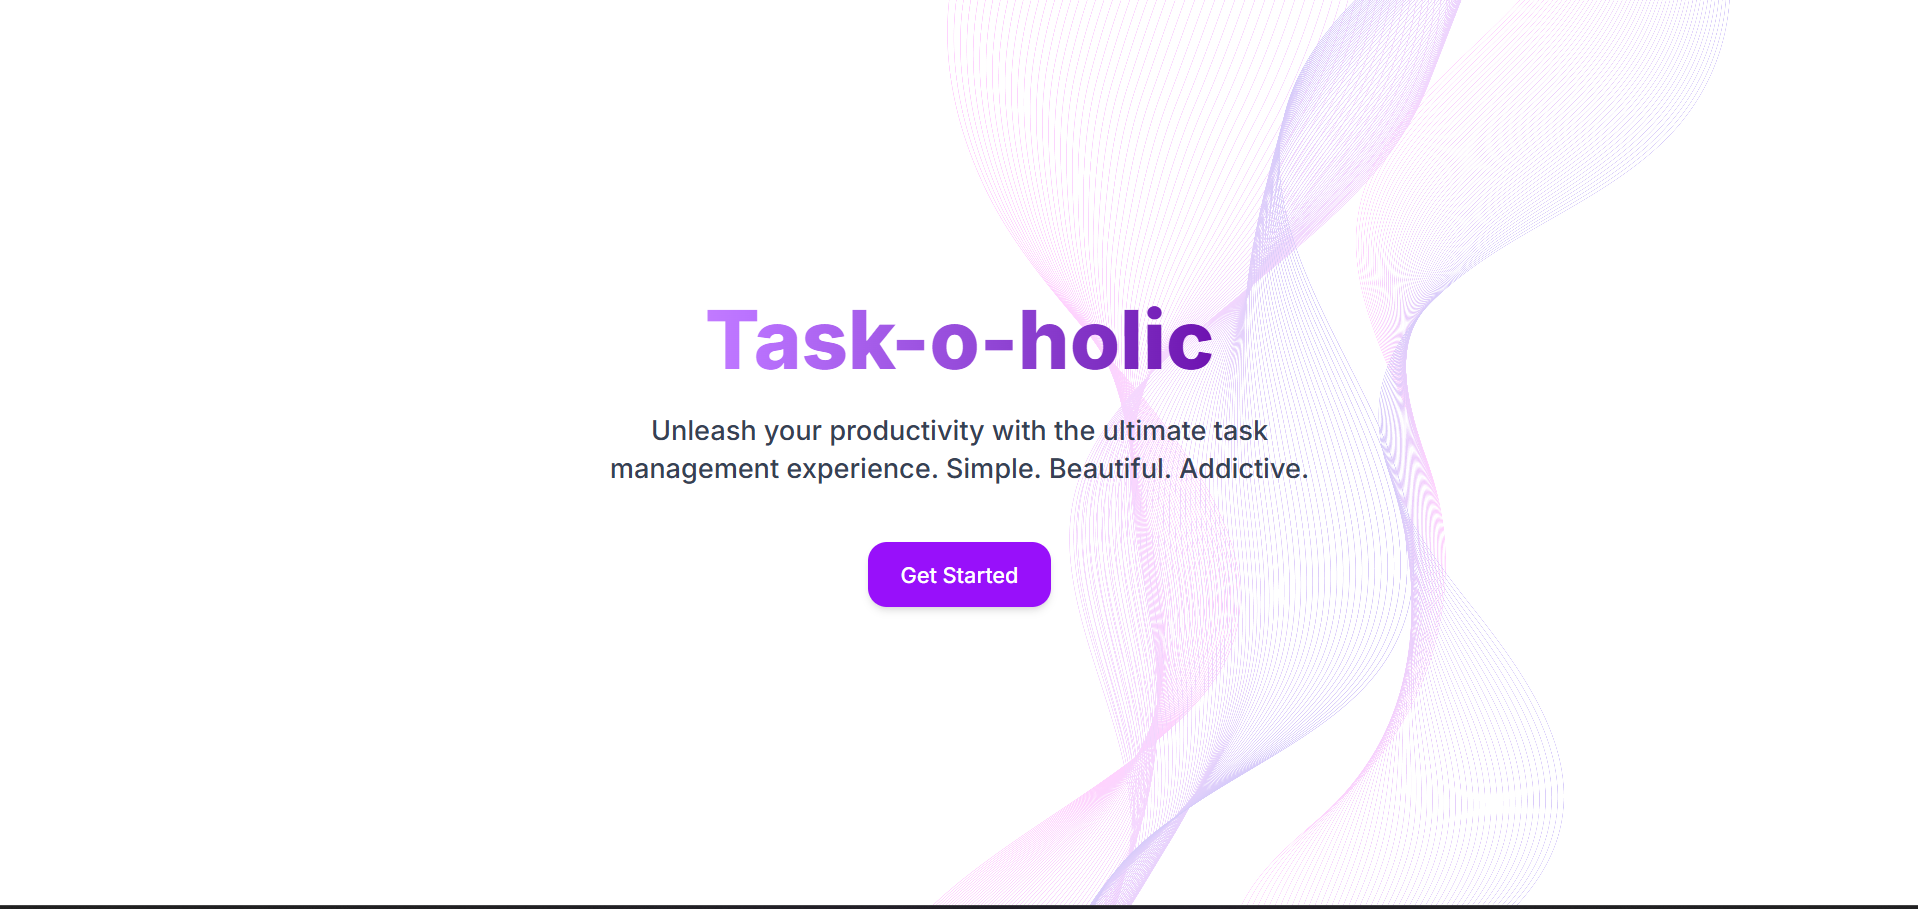 Task-o-holic
Unleash your productivity with the ultimate task
management experience. Simple. Beautiful. Addictive.
Get Started